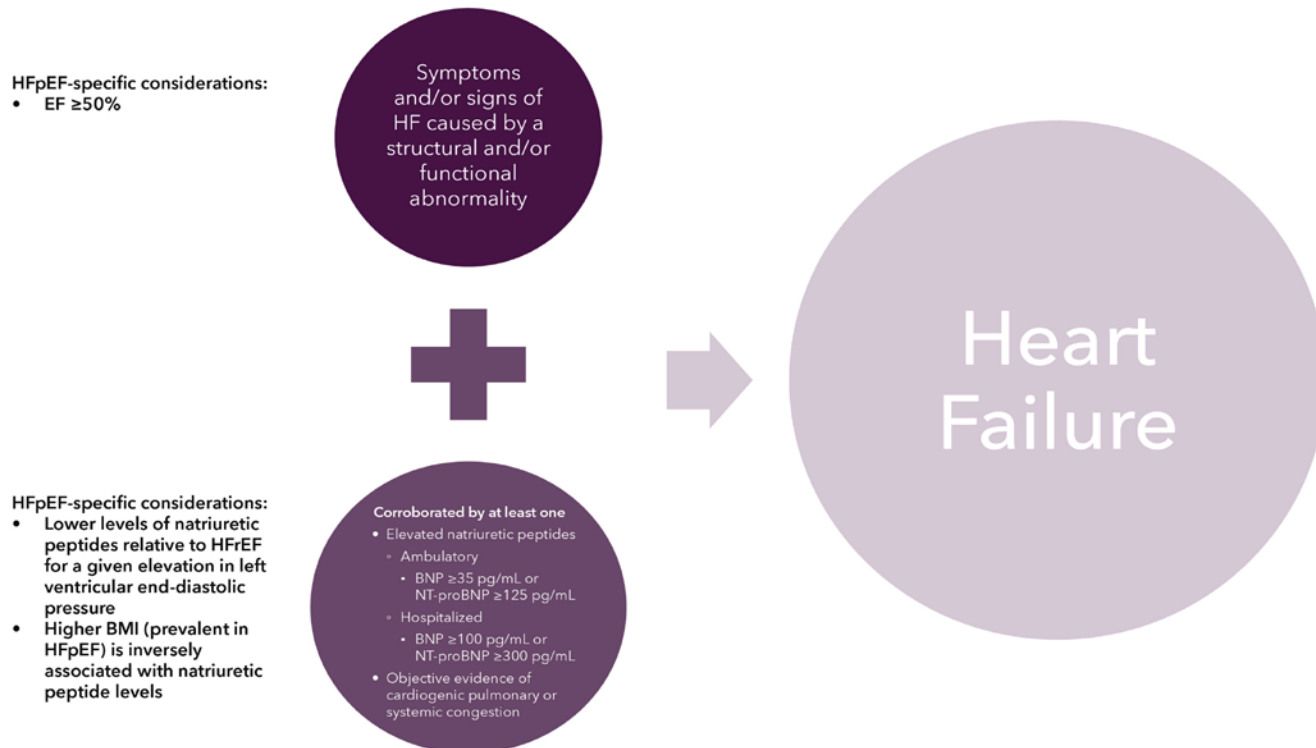 HFpEF-specific considerations:
• EF ≥50%
Symptoms
and/or signs of
HF caused by a
structural and/or
functional
abnormality
HFpEF-specific considerations:
• Lower levels of natriuretic
peptides relative to HFrEF
for a given elevation in left
ventricular end-diastolic
pressure
• Higher BMI (prevalent in
HFpEF) is inversely
associated with natriuretic
peptide levels
Corroborated by at least one
• Elevated natriuretic peptides
◦ Ambulatory
▪ BNP ≥35 pg/mL or
NT-proBNP ≥125 pg/mL
◦ Hospitalized
▪ BNP ≥100 pg/mL or
NT-proBNP ≥300 pg/mL
• Objective evidence of
cardiogenic pulmonary or
systemic congestion
Heart
Failure